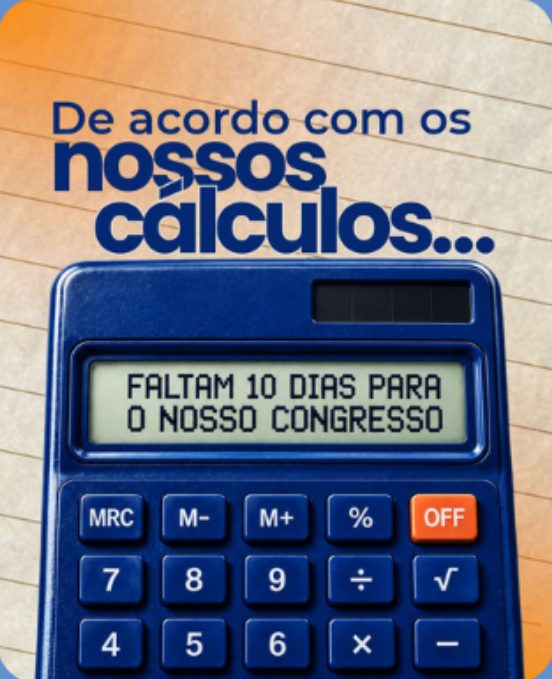 De acordo com os
nossos
cálculos...
FALTAM 10 DIAS PARA
O NOSSO CONGRESSO
MRC M- M+ % OFF
7 8 9 ÷ √
4 5 6 × −